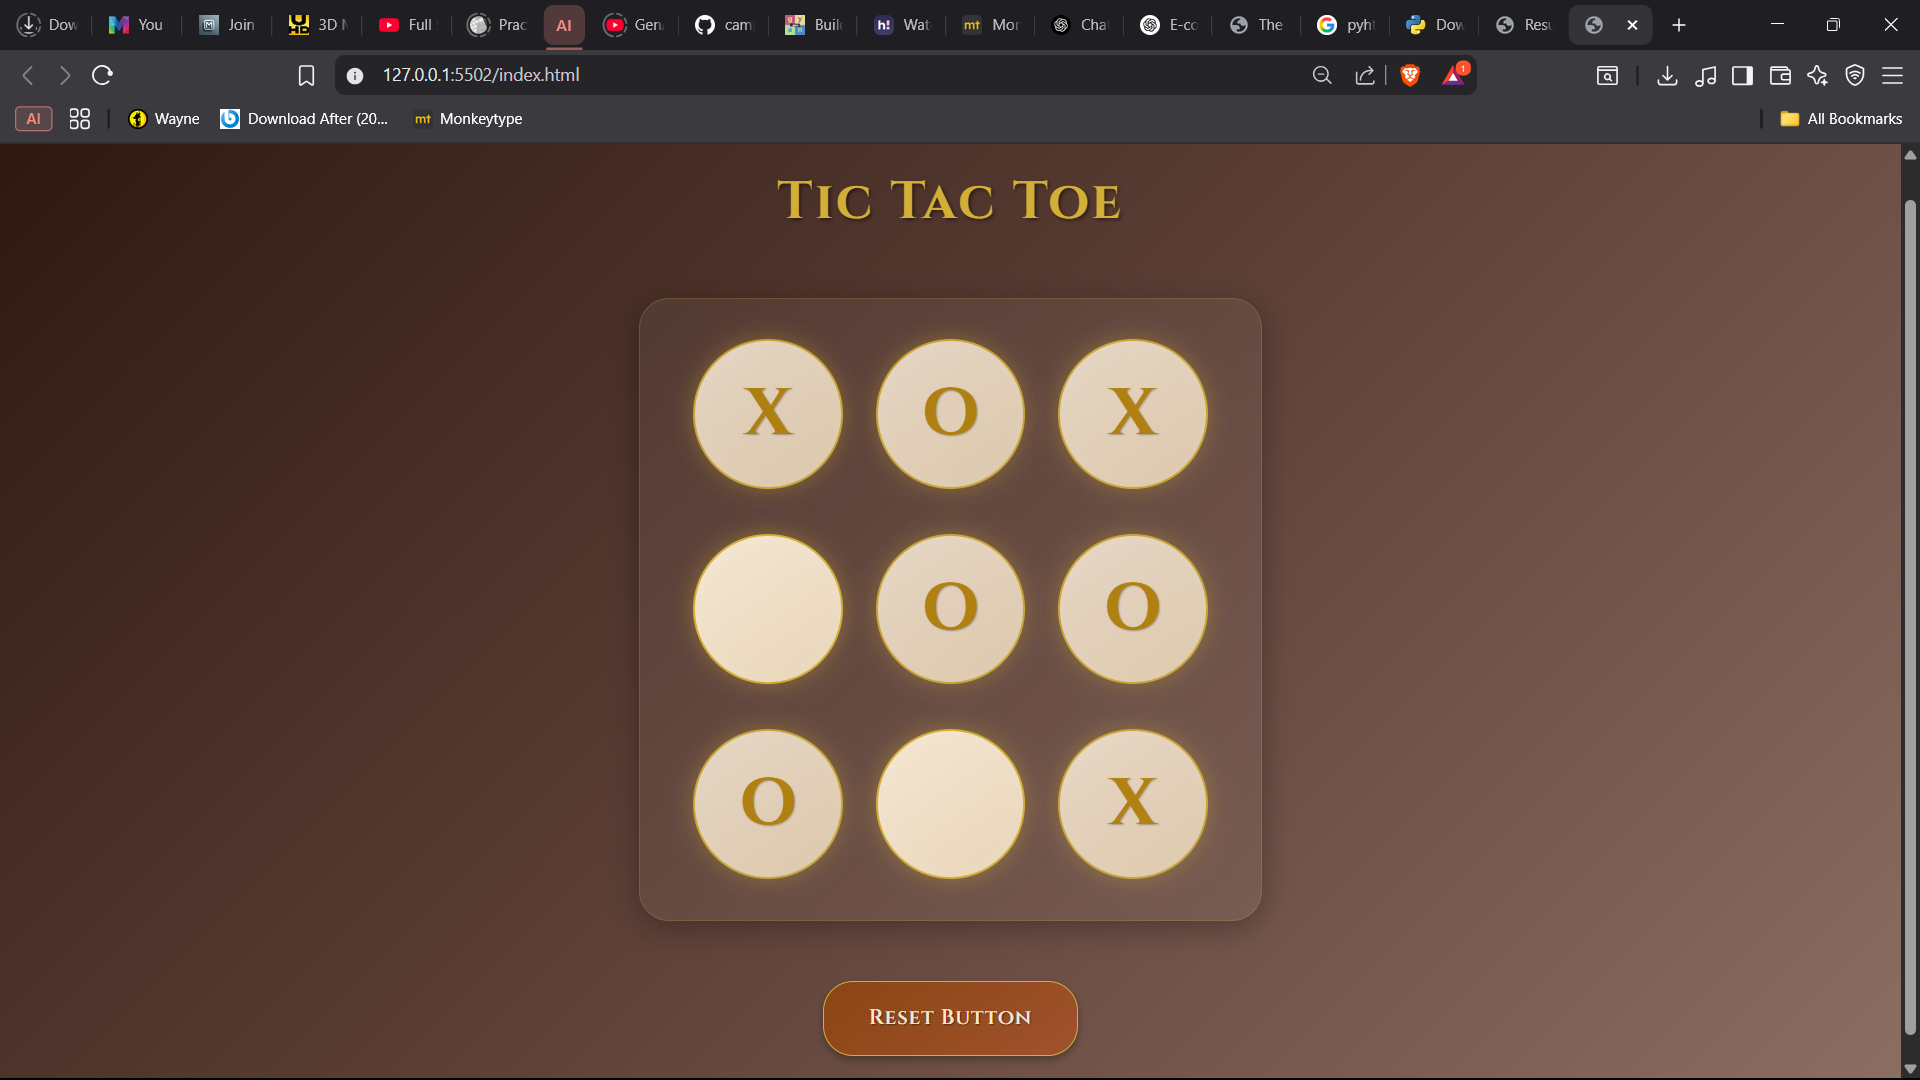 Dow You Join 3D Full Prac AI Gen cam Buil Wat Mor Cha E-co The pyht Dow Resu
127.0.0.1:5502/index.html 1
AI Wayne Download After (20... mt Monkeytype All Bookmarks
Tic Tac Toe
X O X
O O
O X
Reset Button